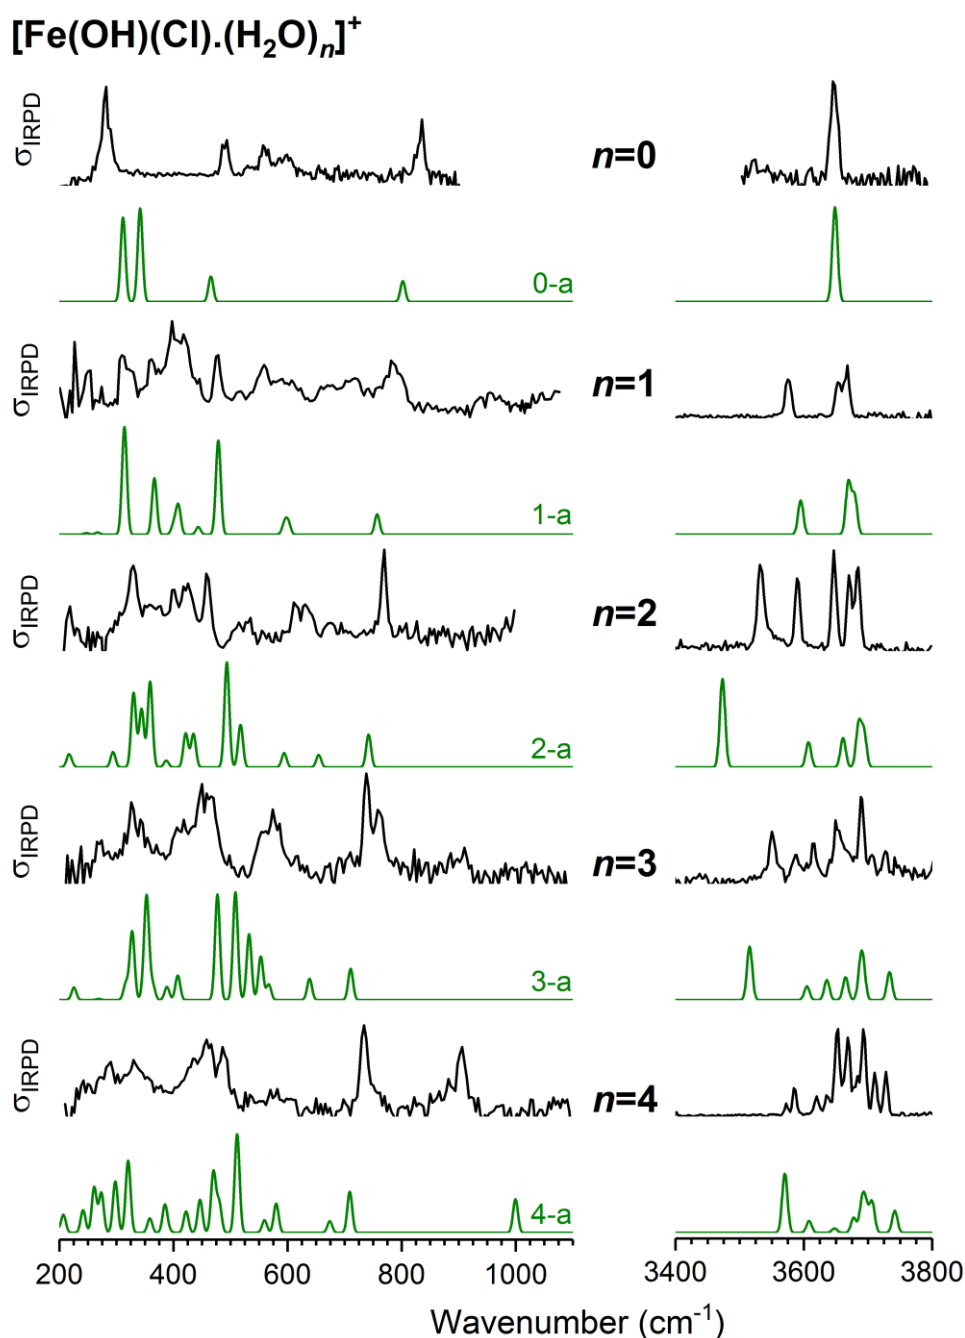 [Fe(OH)(Cl).(H₂O)ₙ]⁺
σIRPD
n=0
0-a
σIRPD
n=1
1-a
σIRPD
n=2
2-a
σIRPD
n=3
3-a
σIRPD
n=4
4-a
200 400 600 800 1000 3400 3600 3800
Wavenumber (cm⁻¹)